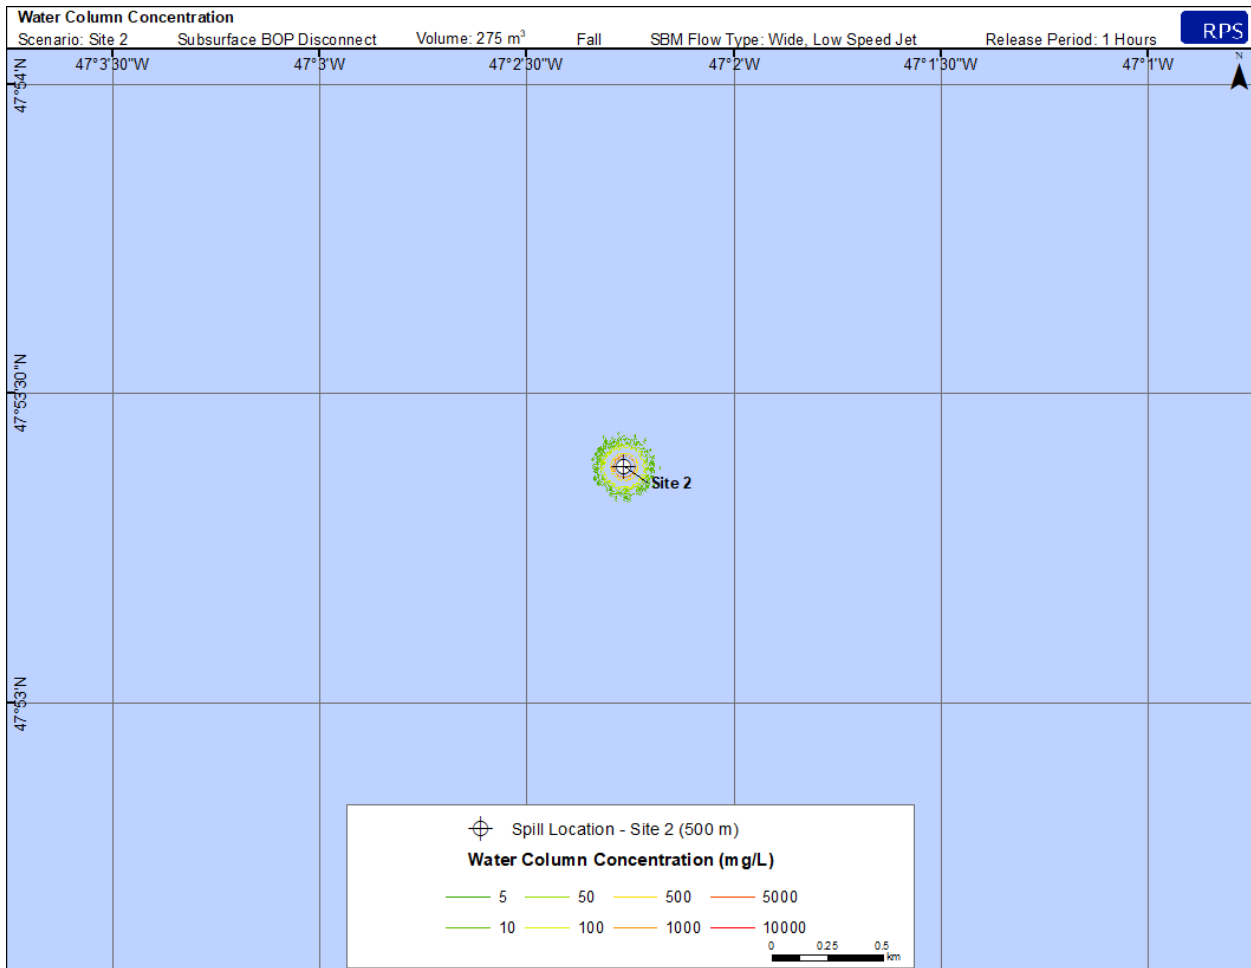 Water Column Concentration
Scenario: Site 2 Subsurface BOP Disconnect Volume: 275 m³ Fall SBM Flow Type: Wide, Low Speed Jet Release Period: 1 Hours
RPS
47°3'30"W 47°3'W 47°2'30"W 47°2'W 47°1'30"W 47°1'W
N
47°54'N
47°53'30"N
Site 2
47°53'N
Spill Location - Site 2 (500 m)
Water Column Concentration (mg/L)
5 50 500 5000
10 100 1000 10000
0 0.25 0.5
km